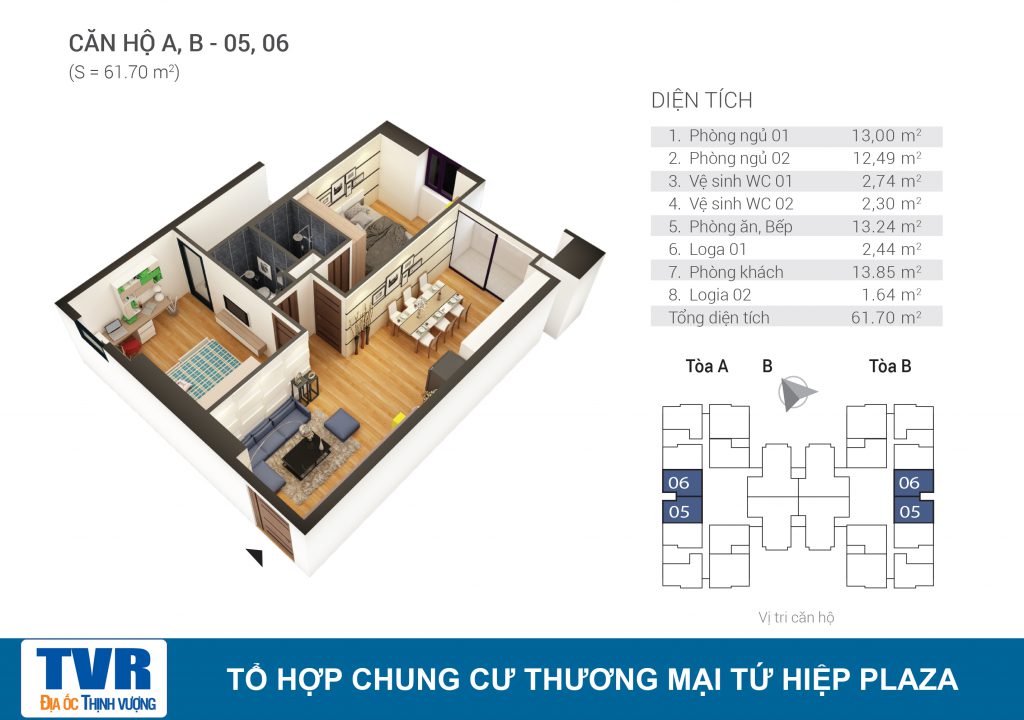 CĂN HỘ A, B - 05, 06
(S = 61.70 m²)
DIỆN TÍCH
1. Phòng ngủ 01 13,00 m²
2. Phòng ngủ 02 12,49 m²
3. Vệ sinh WC 01 2,74 m²
4. Vệ sinh WC 02 2,30 m²
5. Phòng ăn, Bếp 13.24 m²
6. Loga 01 2,44 m²
7. Phòng khách 13.85 m²
8. Logia 02 1.64 m²
Tổng diện tích 61.70 m²
Tòa A B Tòa B
06 06
05 05
Vị trí căn hộ
TVR
ĐỊA ỐC THỊNH VƯỢNG
TỔ HỢP CHUNG CƯ THƯƠNG MẠI TỨ HIỆP PLAZA